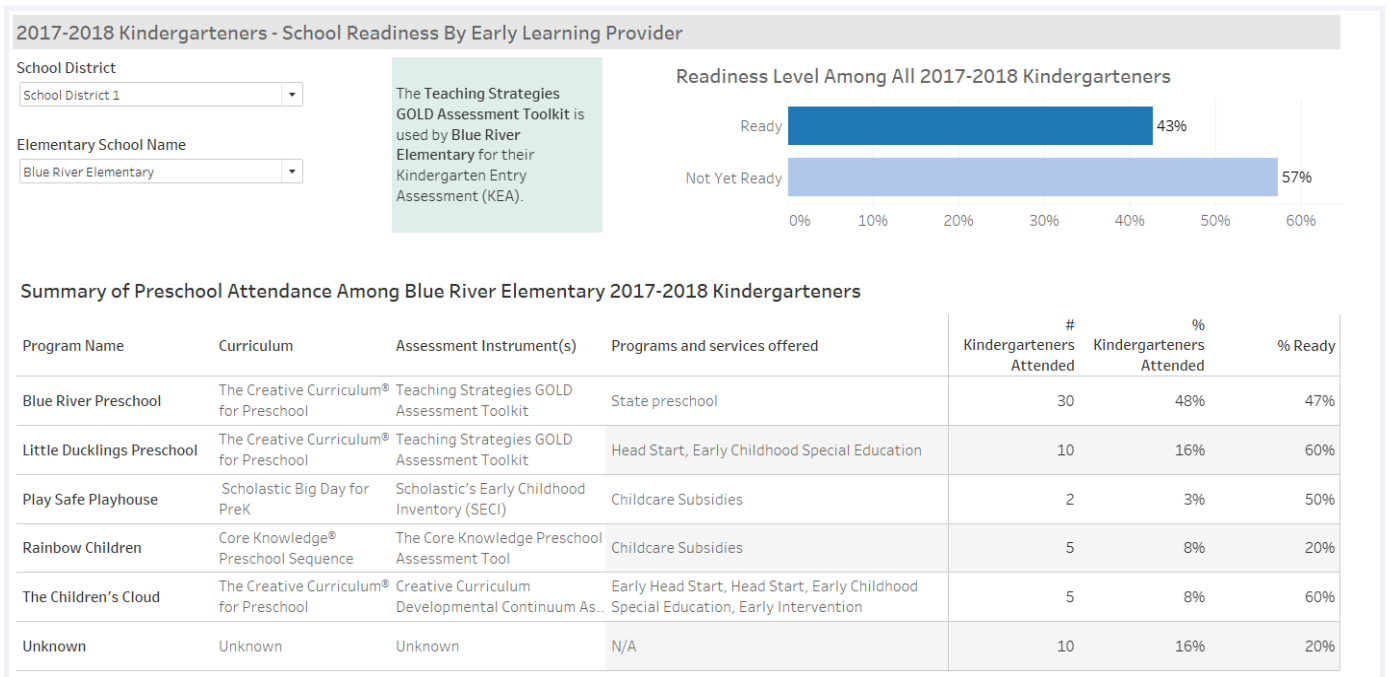 2017-2018 Kindergarteners - School Readiness By Early Learning Provider
School District
School District 1
Elementary School Name
Blue River Elementary
The Teaching Strategies
GOLD Assessment Toolkit is
used by Blue River
Elementary for their
Kindergarten Entry
Assessment (KEA).
Readiness Level Among All 2017-2018 Kindergarteners
Ready 43%
Not Yet Ready 57%
0% 10% 20% 30% 40% 50% 60%
Summary of Preschool Attendance Among Blue River Elementary 2017-2018 Kindergarteners
# %
Program Name Curriculum Assessment Instrument(s) Programs and services offered Kindergarteners Kindergarteners % Ready
Attended Attended
The Creative Curriculum® Teaching Strategies GOLD
Blue River Preschool State preschool 30 48% 47%
for Preschool Assessment Toolkit
The Creative Curriculum® Teaching Strategies GOLD
Little Ducklings Preschool Head Start, Early Childhood Special Education 10 16% 60%
for Preschool Assessment Toolkit
Scholastic Big Day for Scholastic's Early Childhood
Play Safe Playhouse Childcare Subsidies 2 3% 50%
PreK Inventory (SECI)
Core Knowledge® The Core Knowledge Preschool
Rainbow Children Childcare Subsidies 5 8% 20%
Preschool Sequence Assessment Tool
The Creative Curriculum® Creative Curriculum Early Head Start, Head Start, Early Childhood
The Children's Cloud 5 8% 60%
for Preschool Developmental Continuum As.. Special Education, Early Intervention
Unknown Unknown Unknown N/A 10 16% 20%